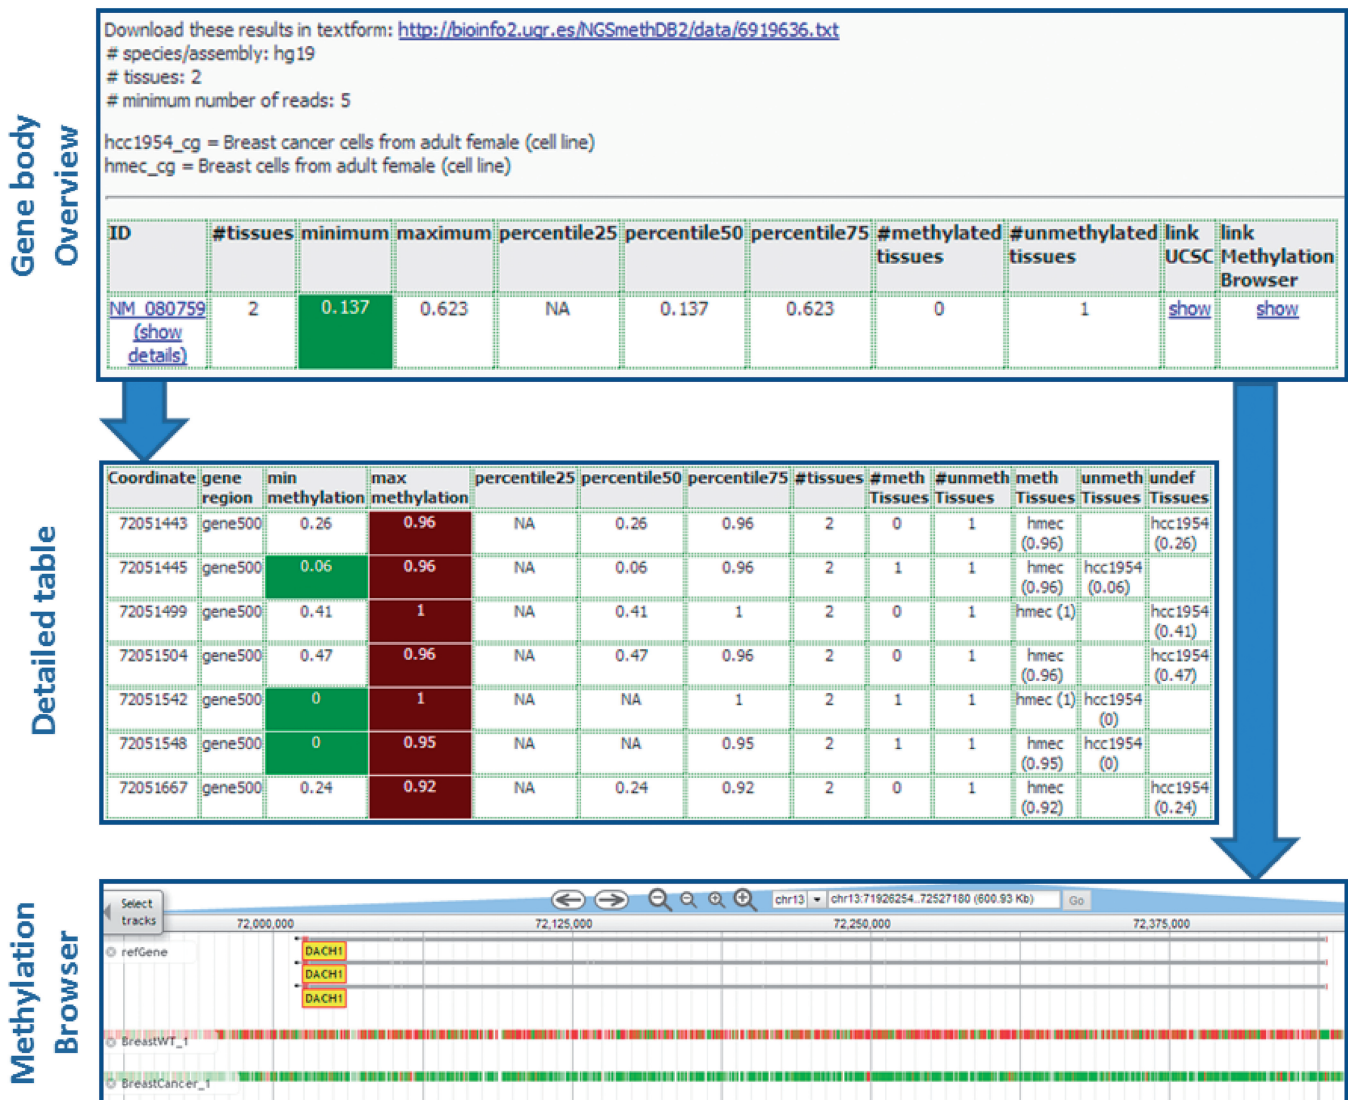 Gene body
Overview
Download these results in textform: http://bioinfo2.ugr.es/NGSmethDB2/data/6919636.txt
# species/assembly: hg19
# tissues: 2
# minimum number of reads: 5
hcc1954_cg = Breast cancer cells from adult female (cell line)
hmec_cg = Breast cells from adult female (cell line)
ID #tissues minimum maximum percentile25 percentile50 percentile75 #methylated tissues #unmethylated tissues link UCSC link Methylation Browser
NM_080759 (show details) 2 0.137 0.623 NA 0.137 0.623 0 1 show show
Detailed table
Coordinate gene region min methylation max methylation percentile25 percentile50 percentile75 #tissues #meth Tissues #unmeth Tissues meth Tissues unmeth Tissues undef Tissues
72051443 gene500 0.26 0.96 NA 0.26 0.96 2 0 1 hmec (0.96) hcc1954 (0.26)
72051445 gene500 0.06 0.96 NA 0.06 0.96 2 1 1 hmec (0.96) hcc1954 (0.06)
72051499 gene500 0.41 1 NA 0.41 1 2 0 1 hmec (1) hcc1954 (0.41)
72051504 gene500 0.47 0.96 NA 0.47 0.96 2 0 1 hmec (0.96) hcc1954 (0.47)
72051542 gene500 0 1 NA NA 1 2 1 1 hmec (1) hcc1954 (0)
72051548 gene500 0 0.95 NA NA 0.95 2 1 1 hmec (0.95) hcc1954 (0)
72051667 gene500 0.24 0.92 NA 0.24 0.92 2 0 1 hmec (0.92) hcc1954 (0.24)
Methylation
Browser
Select
tracks
chr13 chr13:71926254..72527180 (600.93 Kb) Go
72,000,000 72,125,000 72,250,000 72,375,000
refGene
DACH1
DACH1
DACH1
BreastWT_1
BreastCancer_1